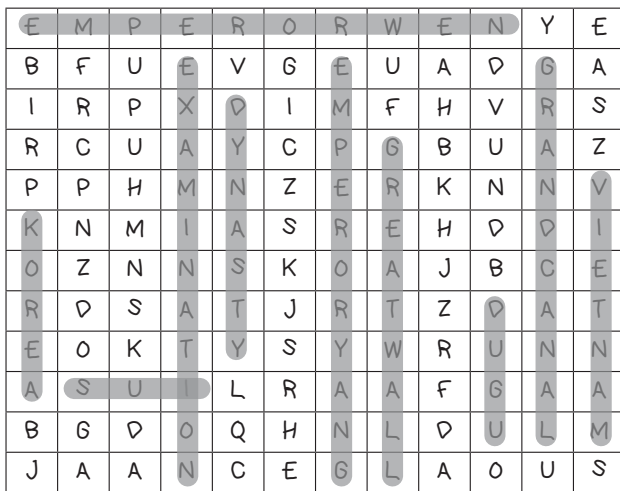 E M P E R O R W E N Y E
B F U E V G E U A D G A
I R P X D I M F H V R S
R C U A Y C P G B U A Z
P P H M N Z E R K N N V
K N M I A S R E H D D I
O Z N N S K O A J B C E
R D S A T J R T Z D A T
E O K T Y S Y W R U N N
A S U I L R A A F G A A
B G D O Q H N L D U L M
J A A N C E G L A O U S